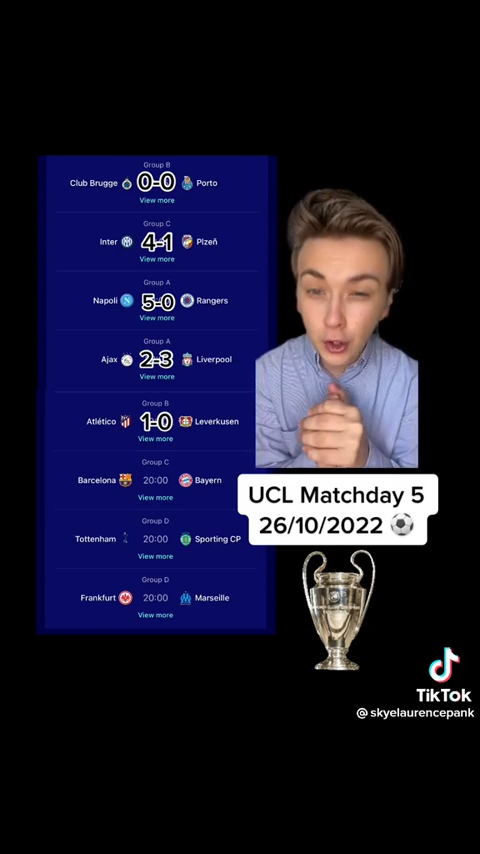 Group B
Club Brugge 0-0 Porto
View more
Group C
Inter 4-1 Plzeň
View more
Group A
Napoli 5-0 Rangers
View more
Group A
Ajax 2-3 Liverpool
View more
Group B
Atlético 1-0 Leverkusen
View more
Group C
Barcelona 20:00 Bayern
View more
Group D
Tottenham 20:00 Sporting CP
View more
Group D
Frankfurt 20:00 Marseille
View more
UCL Matchday 5
26/10/2022
TikTok
@skyelaurencepank